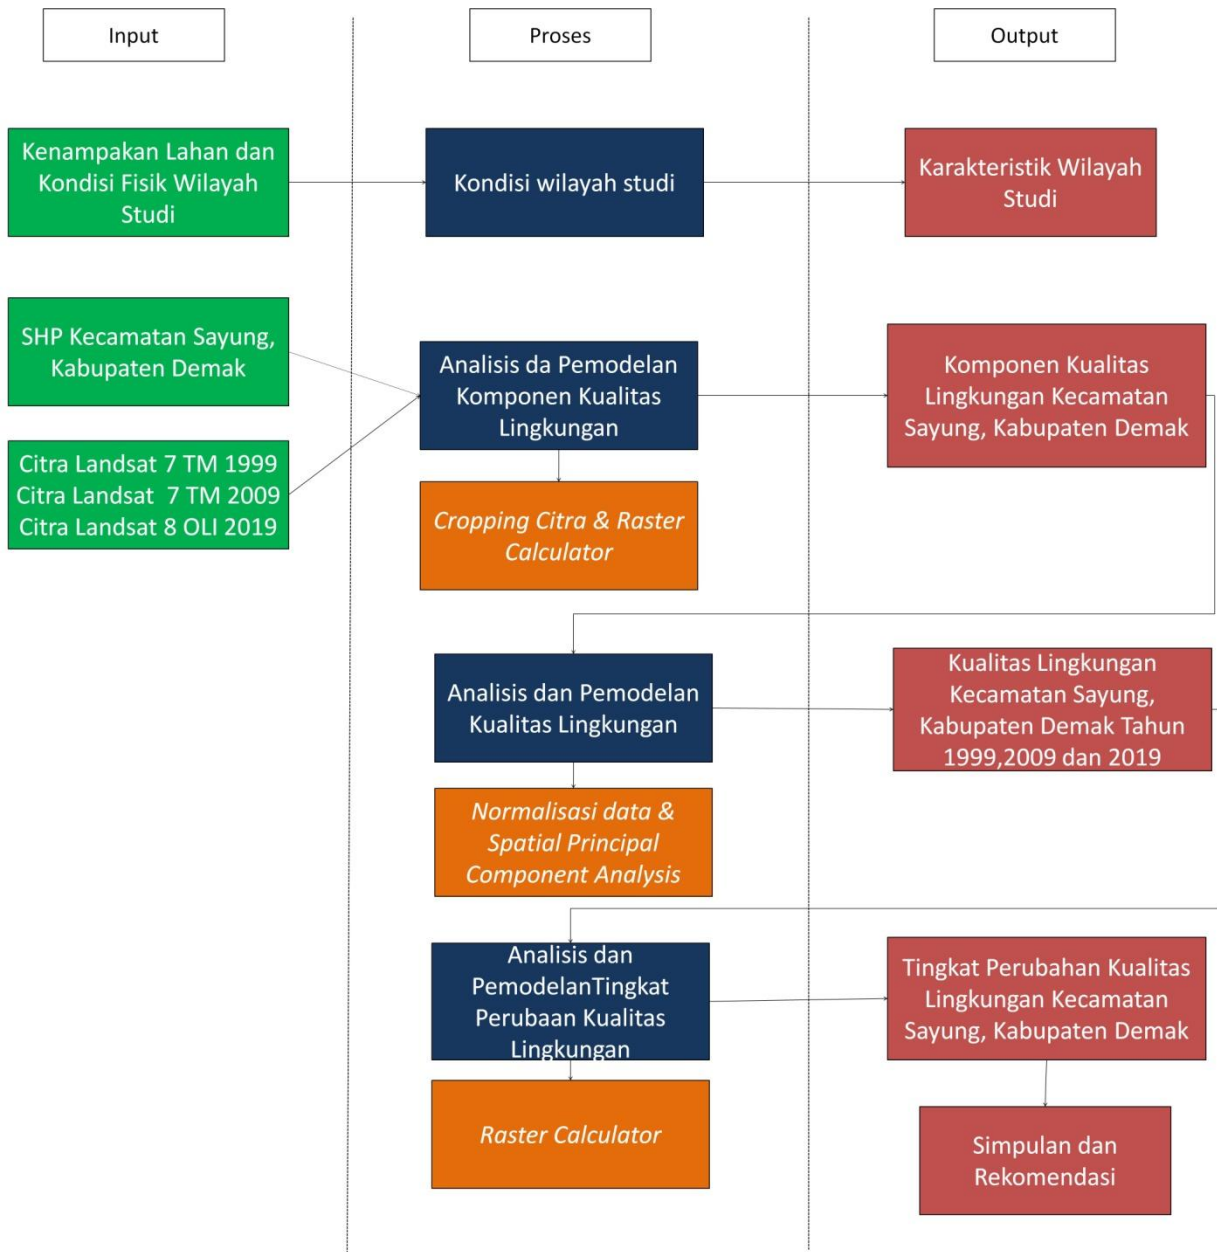 Input
Proses
Output
Kenampakan Lahan dan
Kondisi Fisik Wilayah
Studi
Kondisi wilayah studi
Karakteristik Wilayah
Studi
SHP Kecamatan Sayung,
Kabupaten Demak
Citra Landsat 7 TM 1999
Citra Landsat 7 TM 2009
Citra Landsat 8 OLI 2019
Analisis da Pemodelan
Komponen Kualitas
Lingkungan
Komponen Kualitas
Lingkungan Kecamatan
Sayung, Kabupaten Demak
Cropping Citra & Raster
Calculator
Analisis dan Pemodelan
Kualitas Lingkungan
Kualitas Lingkungan
Kecamatan Sayung,
Kabupaten Demak Tahun
1999,2009 dan 2019
Normalisasi data &
Spatial Principal
Component Analysis
Analisis dan
PemodelanTingkat
Perubaan Kualitas
Lingkungan
Tingkat Perubahan Kualitas
Lingkungan Kecamatan
Sayung, Kabupaten Demak
Raster Calculator
Simpulan dan
Rekomendasi